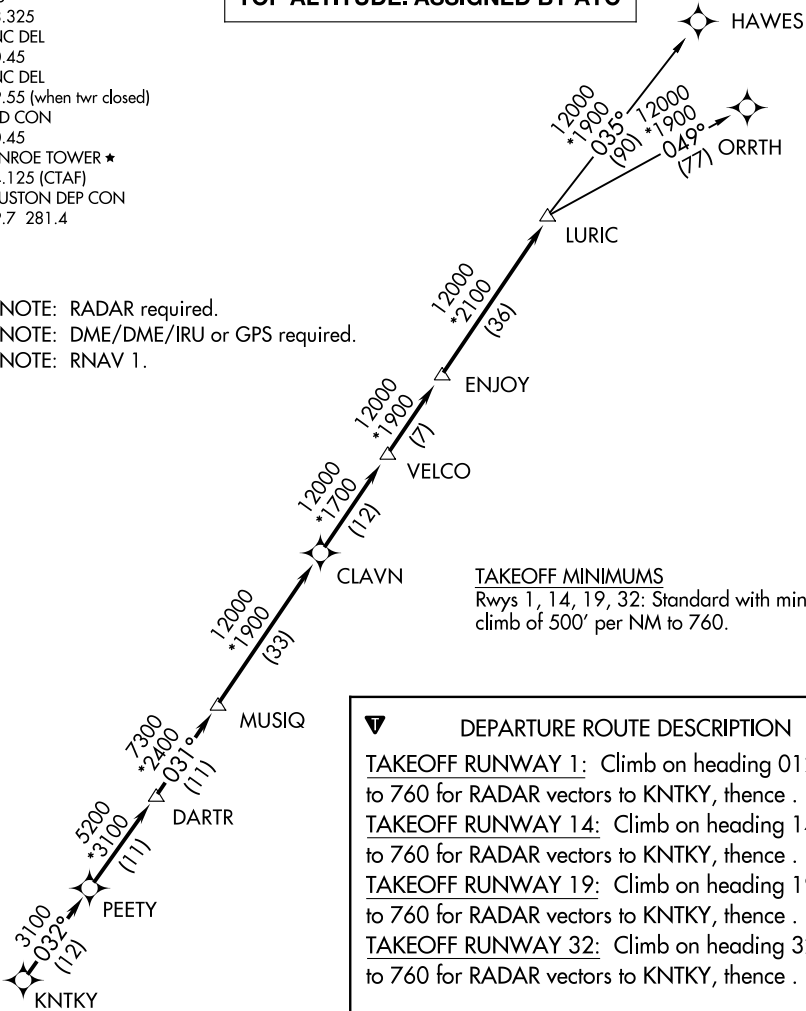 .325
C DEL
.45
C DEL
.55 (when twr closed)
D CON
.45
NROE TOWER ★
.125 (CTAF)
USTON DEP CON
.7 281.4
TOP ALTITUDE: ASSIGNED BY ATC
HAWES
12000
*1900
035°
(90)
12000
*1900
049°
(77)
ORRTH
LURIC
NOTE: RADAR required.
NOTE: DME/DME/IRU or GPS required.
NOTE: RNAV 1.
12000
*2100
(36)
ENJOY
12000
*1900
(7)
VELCO
12000
*1700
(12)
CLAVN
TAKEOFF MINIMUMS
Rwys 1, 14, 19, 32: Standard with min
climb of 500' per NM to 760.
12000
*1900
(33)
MUSIQ
7300
*2400
031°
(11)
DARTR
5200
*3100
(11)
PEETY
3100
032°
(12)
KNTKY
T
DEPARTURE ROUTE DESCRIPTION
TAKEOFF RUNWAY 1: Climb on heading 01
to 760 for RADAR vectors to KNTKY, thence .
TAKEOFF RUNWAY 14: Climb on heading 1
to 760 for RADAR vectors to KNTKY, thence .
TAKEOFF RUNWAY 19: Climb on heading 1
to 760 for RADAR vectors to KNTKY, thence .
TAKEOFF RUNWAY 32: Climb on heading 3
to 760 for RADAR vectors to KNTKY, thence .